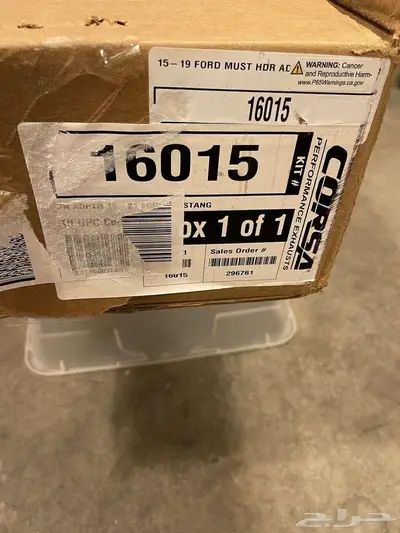 15 – 19 FORD MUST HDR AD
WARNING: Cancer
and Reproductive Harm-
www.P65Warnings.ca.gov
16015
16015
KIT #
CORSA
PERFORMANCE EXHAUSTS
STANG
ox 1 of 1
Sales Order #
16015
296761
حراج